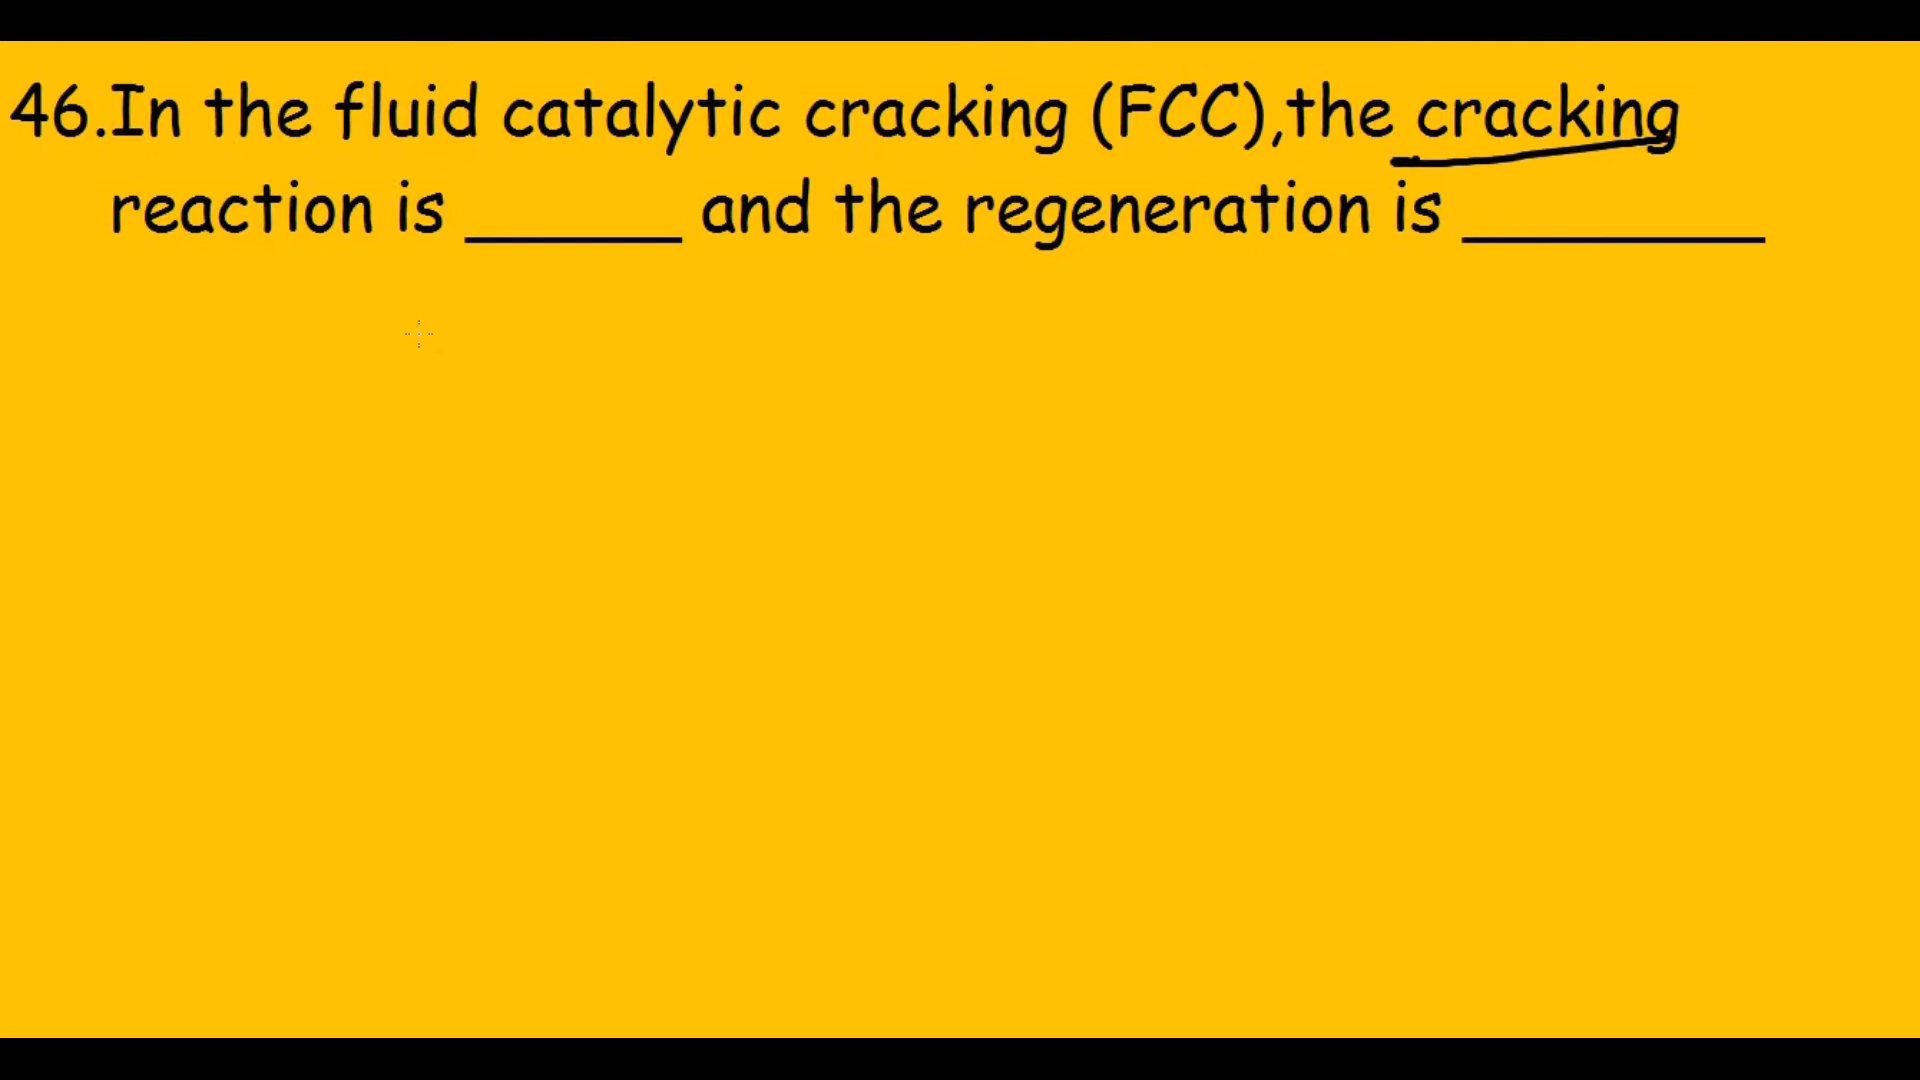 46.In the fluid catalytic cracking (FCC),the cracking
reaction is ______ and the regeneration is ________